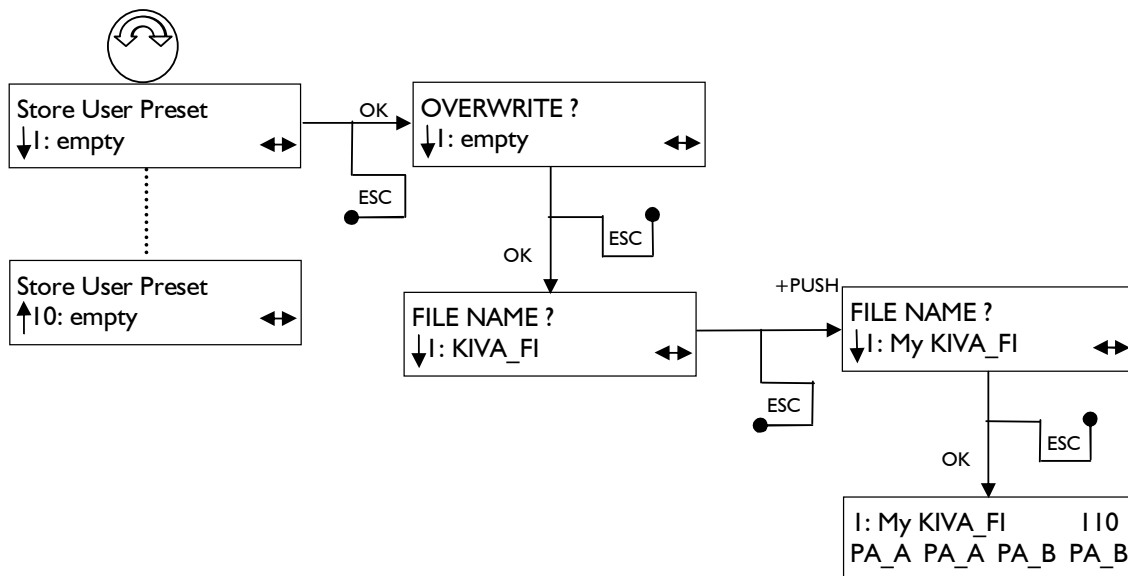 Store User Preset
↓1: empty ↔
OK
ESC
OVERWRITE ?
↓1: empty ↔
Store User Preset
↑10: empty ↔
OK
ESC
FILE NAME ?
↓1: KIVA_FI ↔
+PUSH
ESC
FILE NAME ?
↓1: My KIVA_FI ↔
OK
ESC
1: My KIVA_FI 110
PA_A PA_A PA_B PA_B